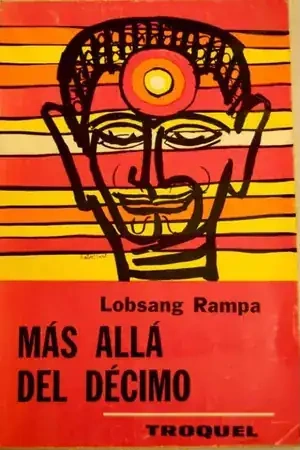 Lobsang Rampa
MÁS ALLÁ
DEL DÉCIMO
TROQUEL